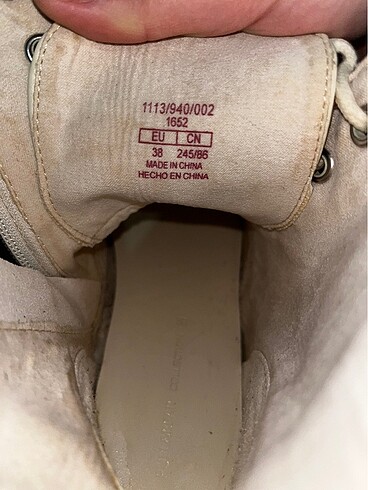 1113/940/002
1652
EU CN
38 245/86
MADE IN CHINA
HECHO EN CHINA